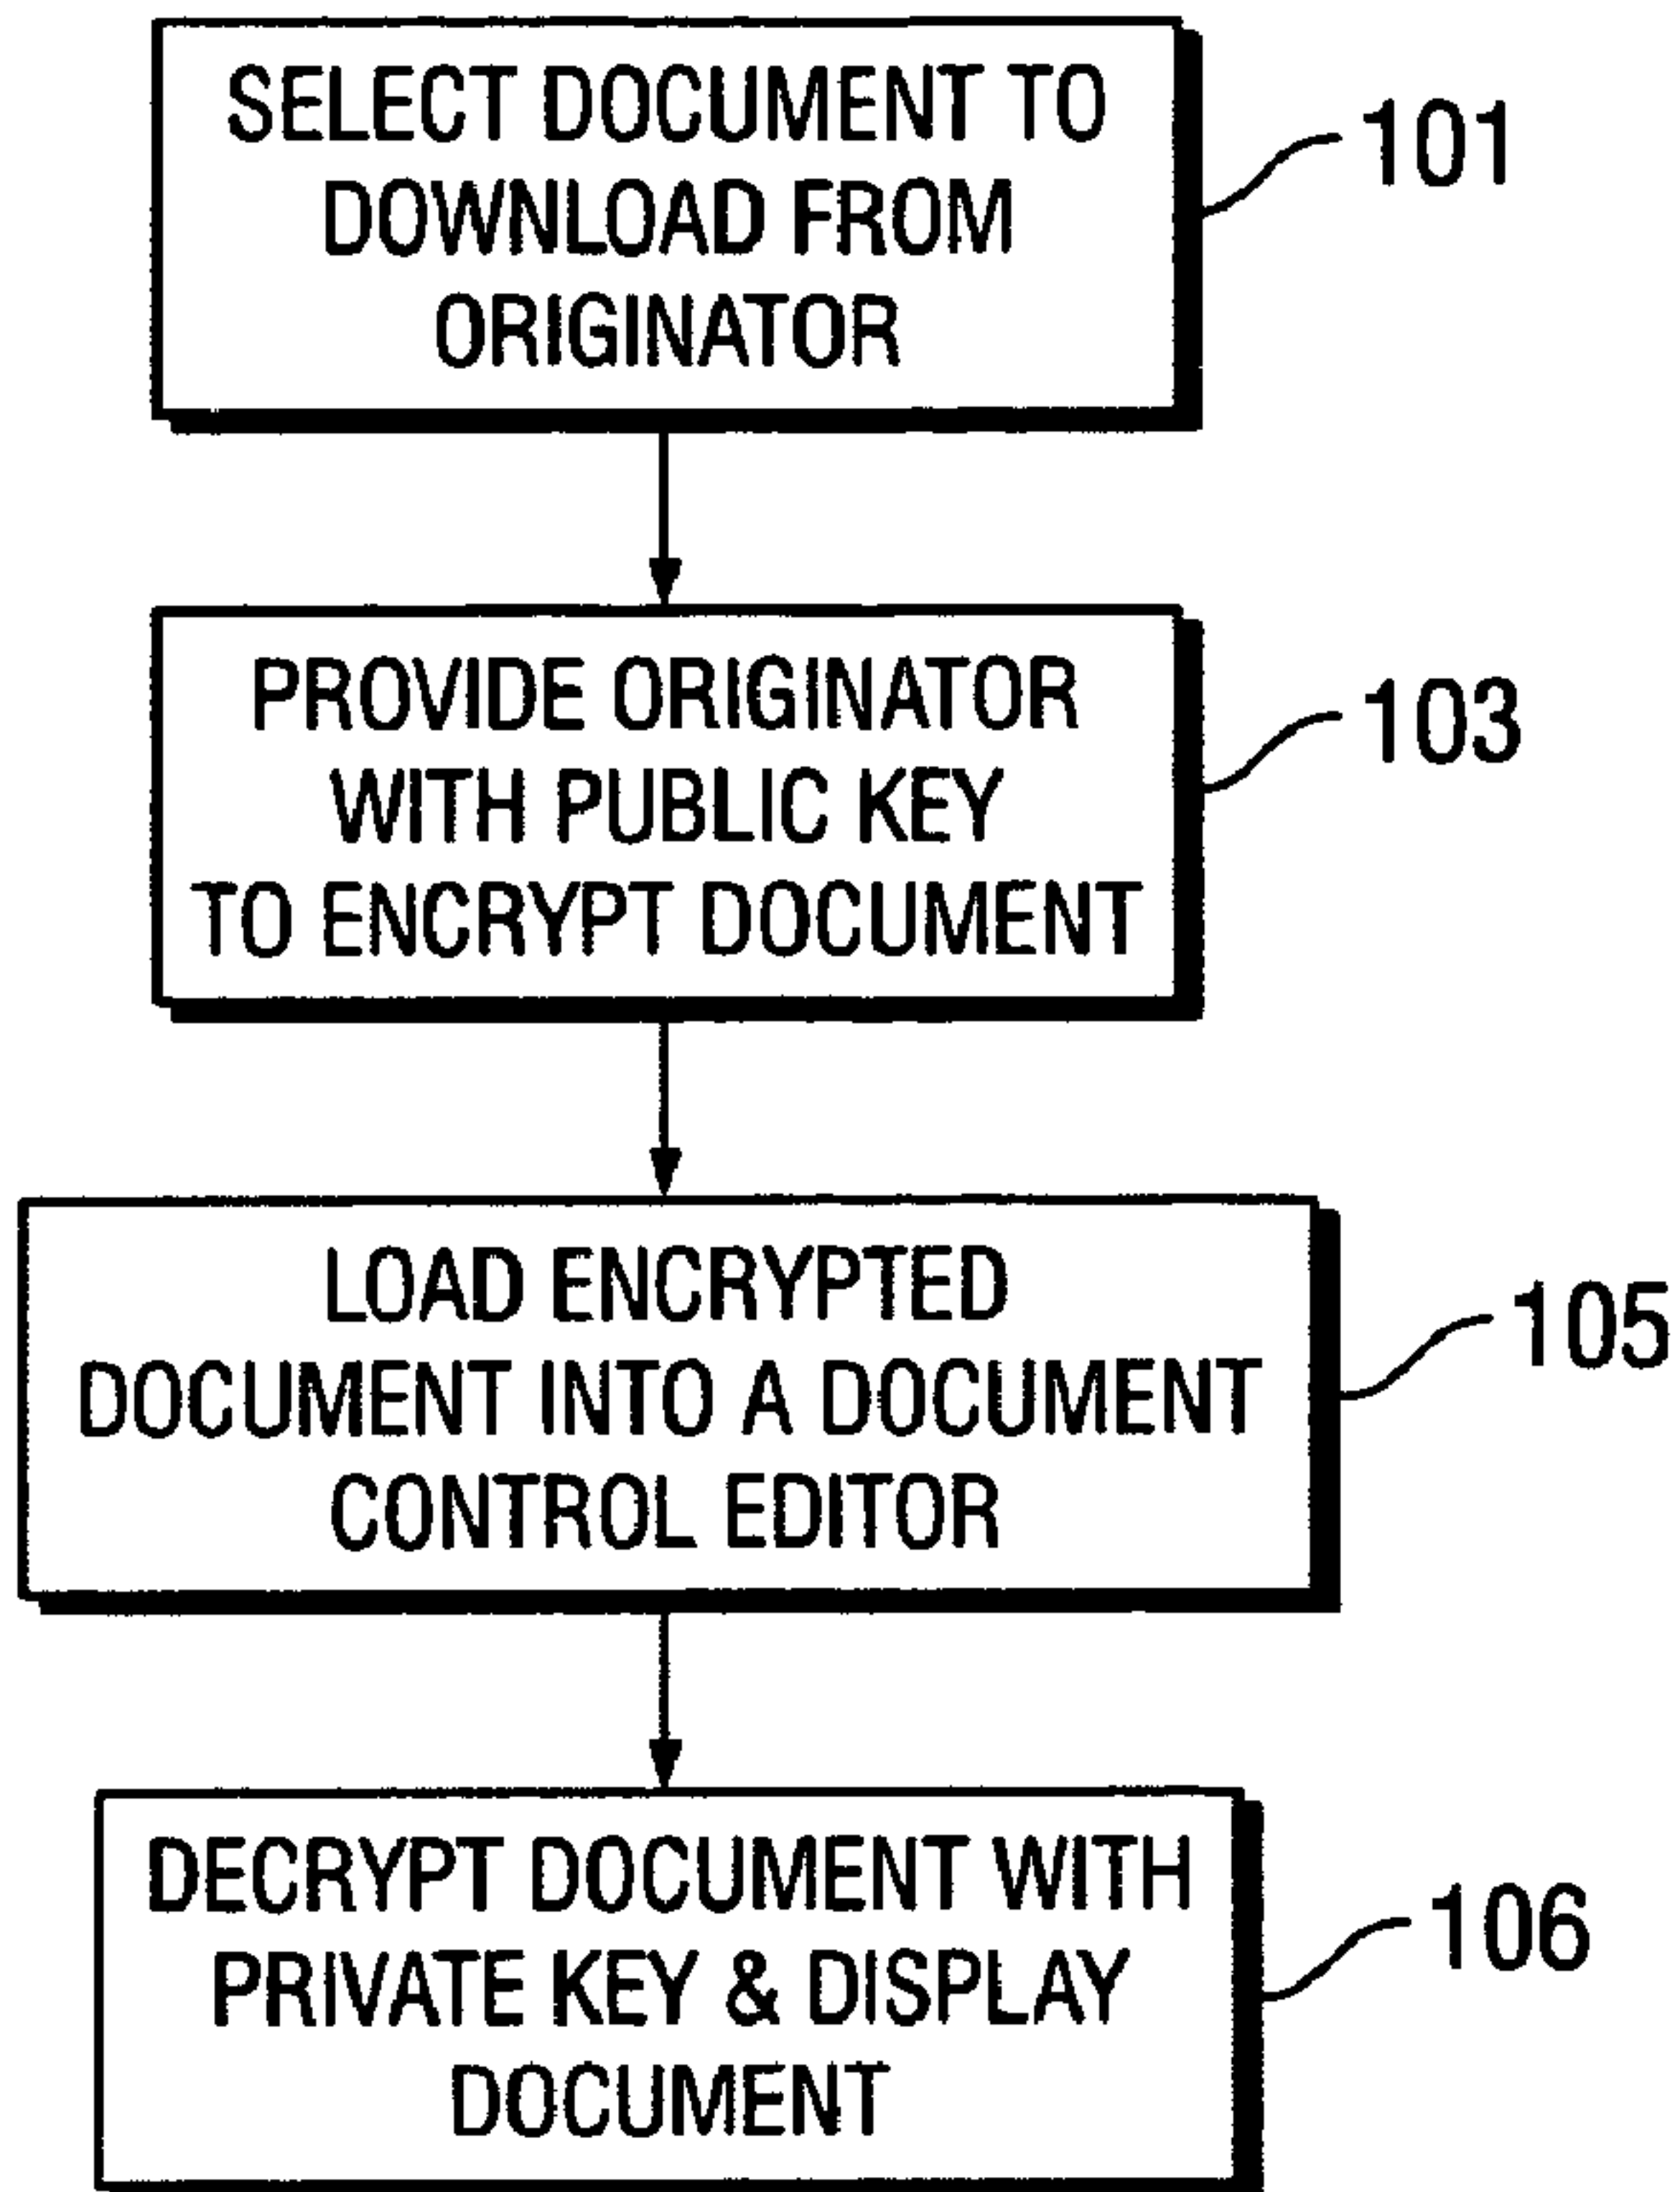 SELECT DOCUMENT TO
DOWNLOAD FROM
ORIGINATOR
101
PROVIDE ORIGINATOR
WITH PUBLIC KEY
TO ENCRYPT DOCUMENT
103
LOAD ENCRYPTED
DOCUMENT INTO A DOCUMENT
CONTROL EDITOR
105
DECRYPT DOCUMENT WITH
PRIVATE KEY & DISPLAY
DOCUMENT
106